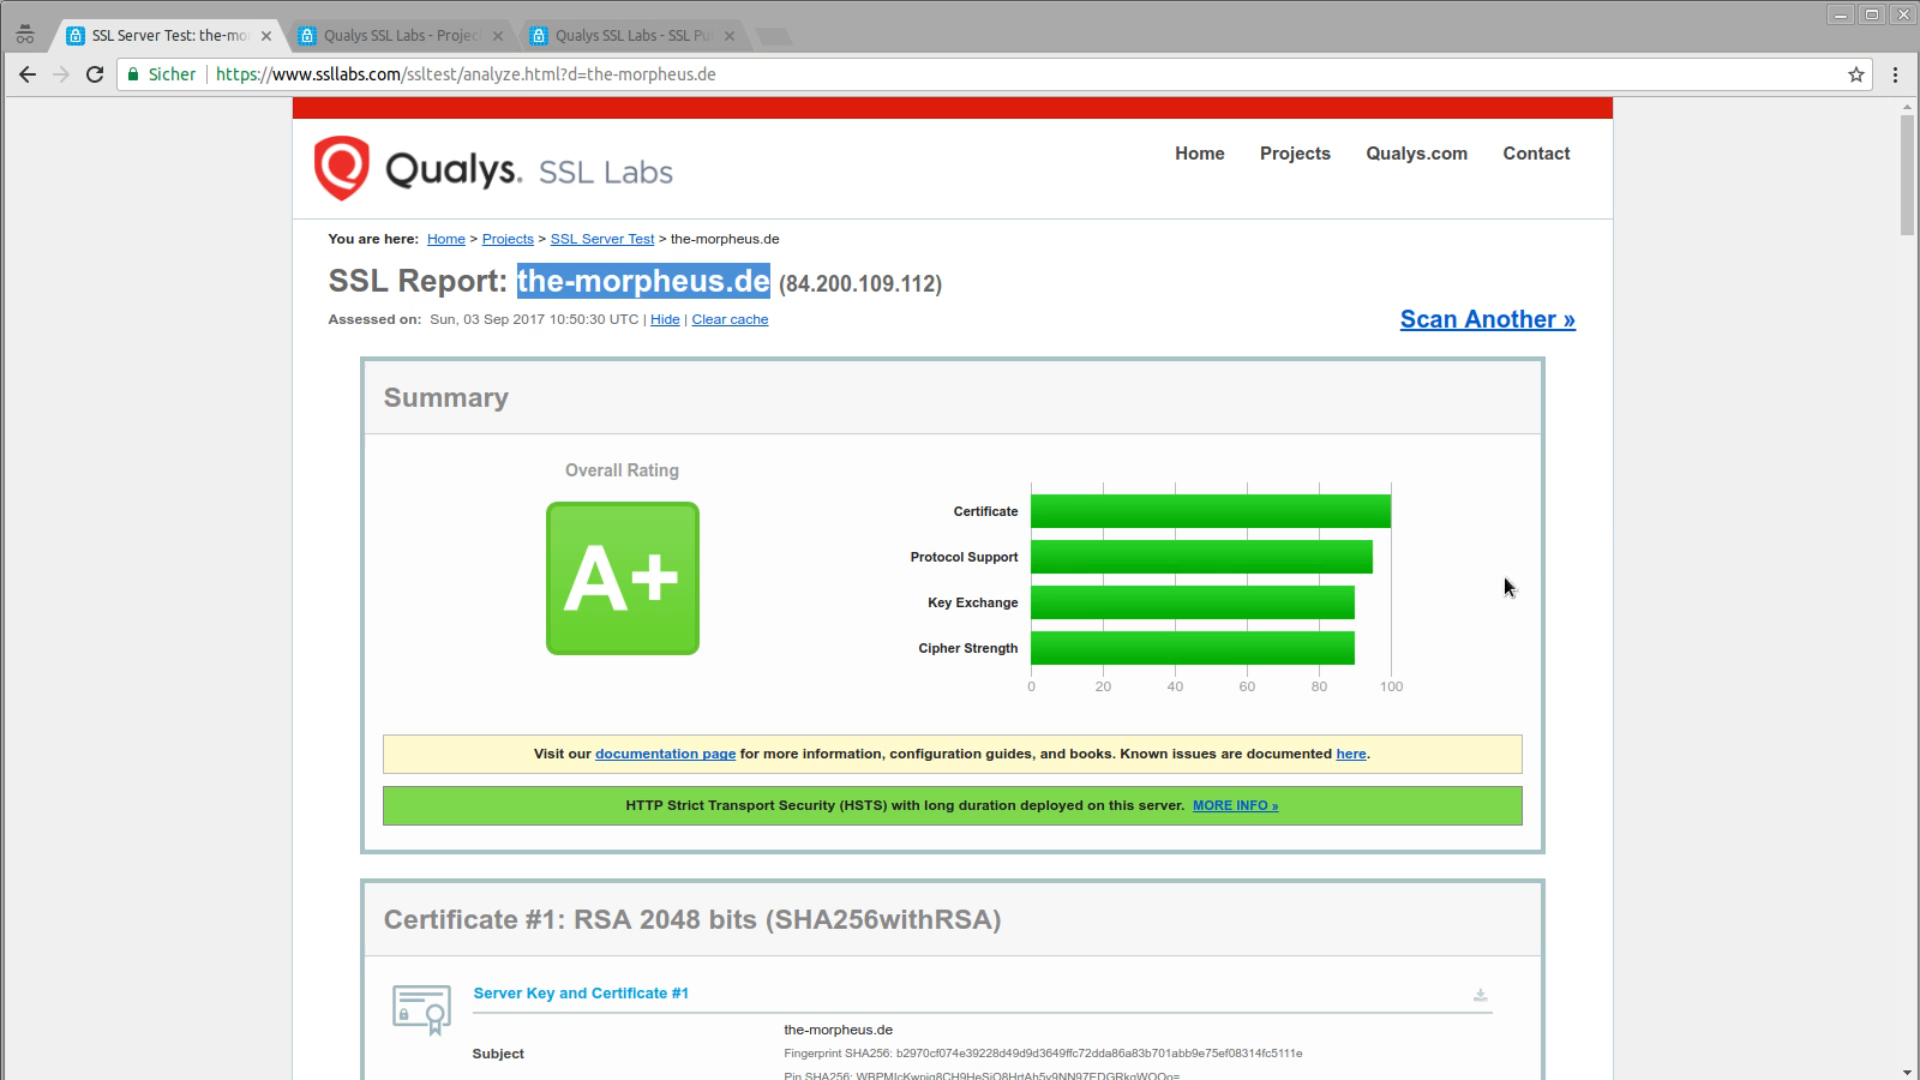 SSL Server Test: the-mo
Qualys SSL Labs - Projec
Qualys SSL Labs - SPu
Sicher
https://www.ssllabs.com/ssltest/analyze.html?d=the-morpheus.de
Qualys. SSL Labs
Home Projects Qualys.com Contact
You are here: Home > Projects > SSL Server Test > the-morpheus.de
SSL Report: the-morpheus.de (84.200.109.112)
Assessed on: Sun, 03 Sep 2017 10:50:30 UTC | Hide | Clear cache
Scan Another »
Summary
Overall Rating
A+
Certificate
Protocol Support
Key Exchange
Cipher Strength
0 20 40 60 80 100
Visit our documentation page for more information, configuration guides, and books. Known issues are documented here.
HTTP Strict Transport Security (HSTS) with long duration deployed on this server. MORE INFO »
Certificate #1: RSA 2048 bits (SHA256withRSA)
Server Key and Certificate #1
the-morpheus.de
Subject
Fingerprint SHA256: b2970cf074e39228d49d9d3649ffc72dda86a83b701abb9e75ef08314fc5111e
Pin SHA256: